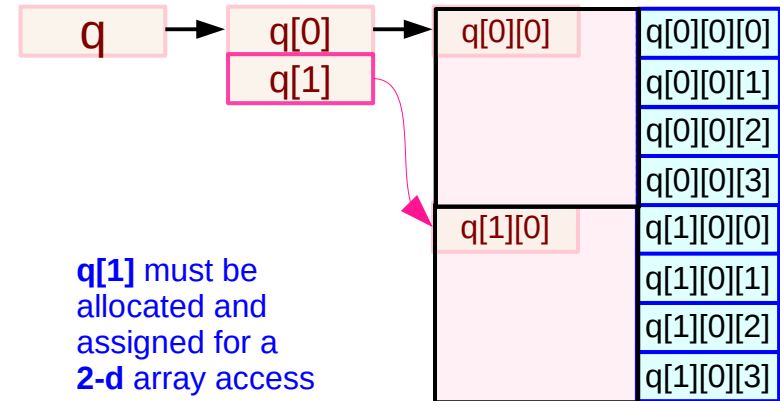 q q[0] q[0][0] q[0][0][0]
q[1] q[0][0][1]
q[0][0][2]
q[0][0][3]
q[1][0] q[1][0][0]
q[1][0][1]
q[1][0][2]
q[1][0][3]
q[1] must be
allocated and
assigned for a
2-d array access